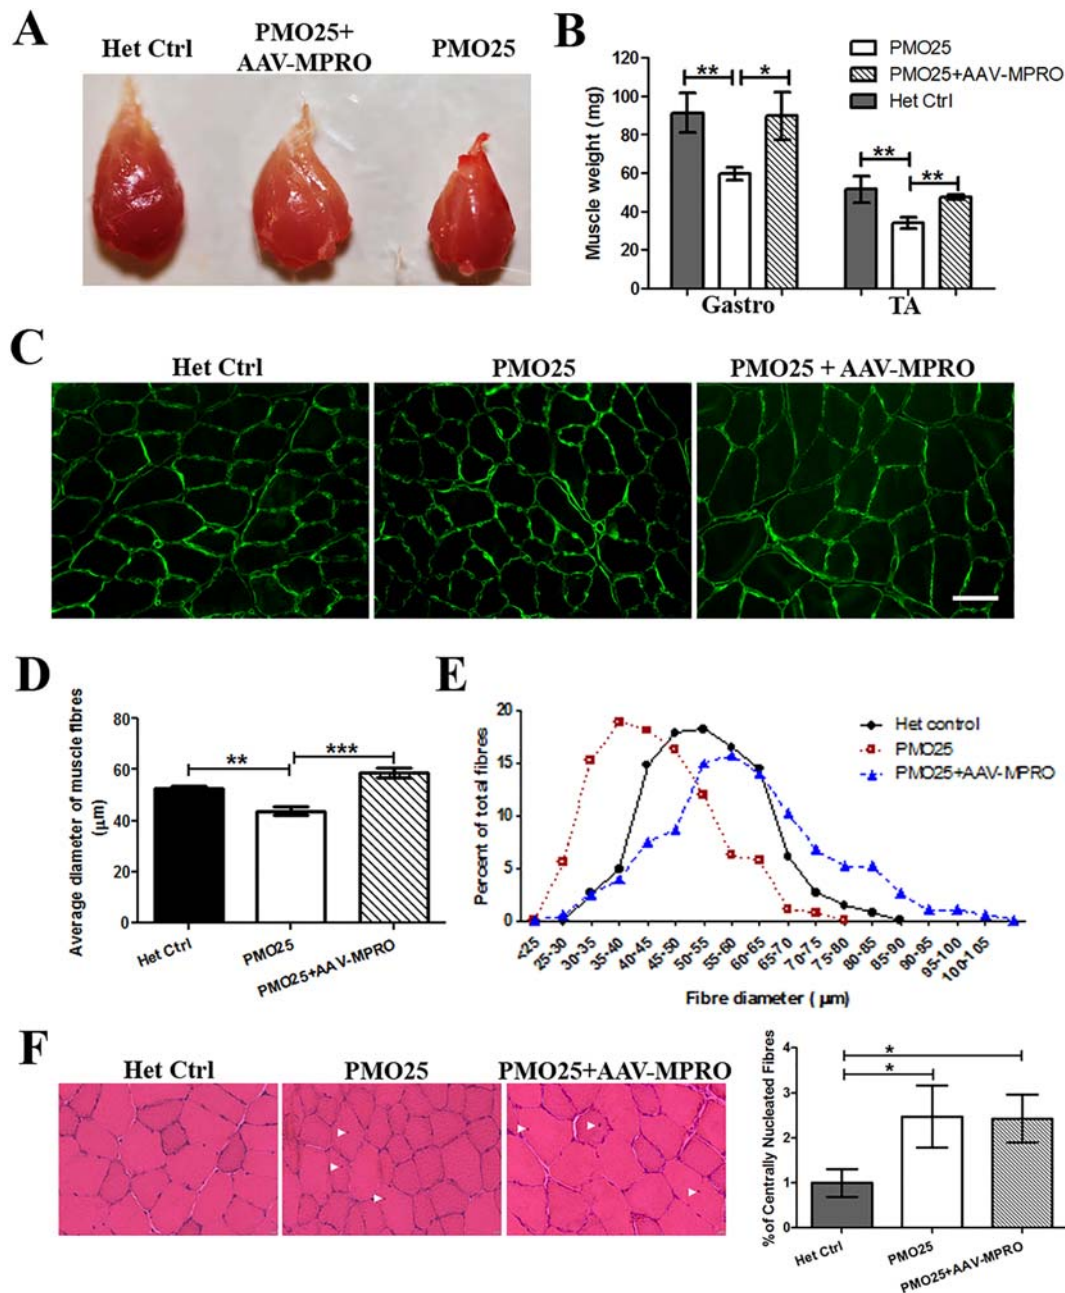 A
Het Ctrl
PMO25+
AAV-MPRO
PMO25
B
Muscle weight (mg)
120
100
80
60
40
20
0
** *
** **
Gastro TA
PMO25
PMO25+AAV-MPRO
Het Ctrl
C
Het Ctrl PMO25 PMO25 + AAV-MPRO
D
Average diameter of muscle fibres
(µm)
80
60
40
20
0
** ***
Het Ctrl
PMO25
PMO25+AAV-MPRO
E
Percent of total fibres
20
15
10
5
0
Het control
PMO25
PMO25+AAV-MPRO
<25
25-30
30-35
35-40
40-45
45-50
50-55
55-60
60-65
65-70
70-75
75-80
80-85
85-90
90-95
95-100
100-105
Fibre diameter ( µm)
F
Het Ctrl PMO25 PMO25+AAV-MPRO
% of Centrally Nucleated Fibres
4
3
2
1
0
*
*
Het Ctrl
PMO25
PMO25+AAV-MPRO